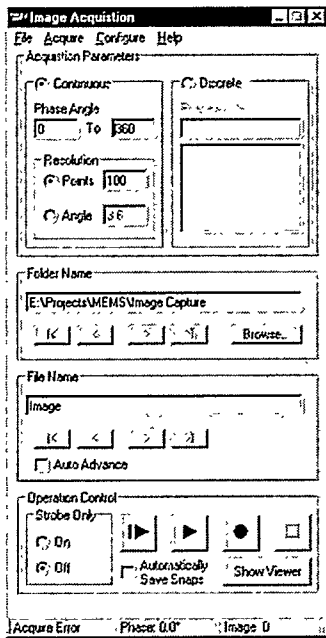 Image Acquistion
File Acquire Configure Help
Acquistion Parameters
Continuous
Discrete
Phase Angle
0 To 360
Resolution
Points 100
Angle 3.6
Folder Name
E:\Projects\MEMS\Image Capture
Browse...
File Name
Image
Auto Advance
Operation Control
Strobe Only
On
Off
Automatically
Save Snaps
Show Viewer
Acquire Error Phase: 0.0° Image: 0